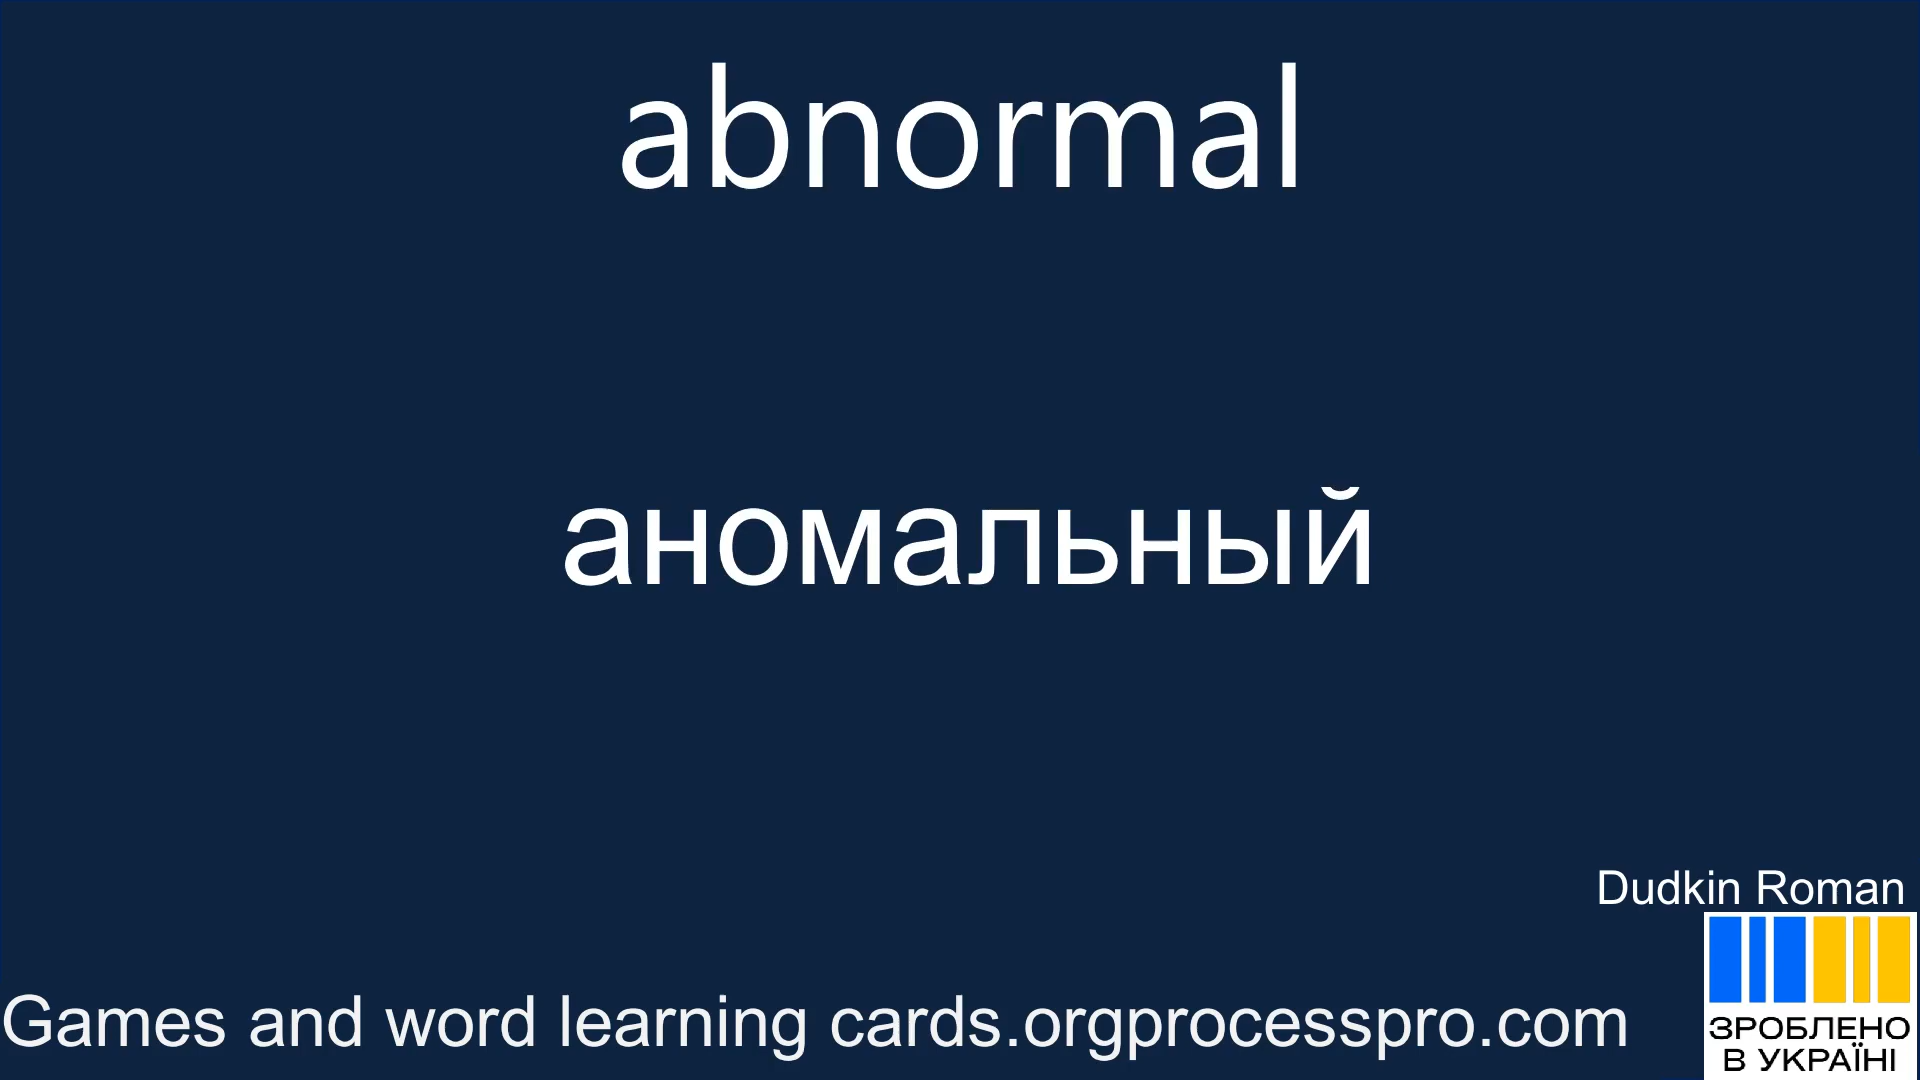 abnormal
аномальный
Dudkin Roman
Games and word learning cards.orgprocesspro.com
ЗРОБЛЕНО
В УКРАЇНІ